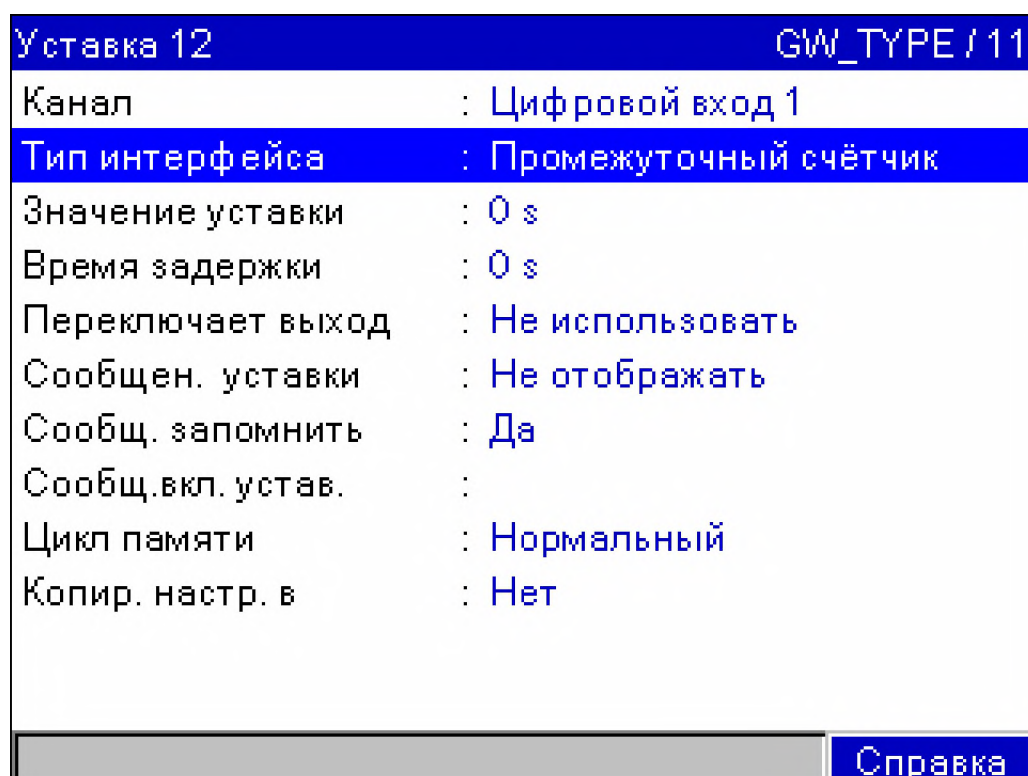 Уставка 12 GW_TYPE / 11
Канал : Цифровой вход 1
Тип интерфейса : Промежуточный счётчик
Значение уставки : 0 s
Время задержки : 0 s
Переключает выход : Не использовать
Сообщен. уставки : Не отображать
Сообщ. запомнить : Да
Сообщ.вкл. устав. :
Цикл памяти : Нормальный
Копир. настр. в : Нет
Справка